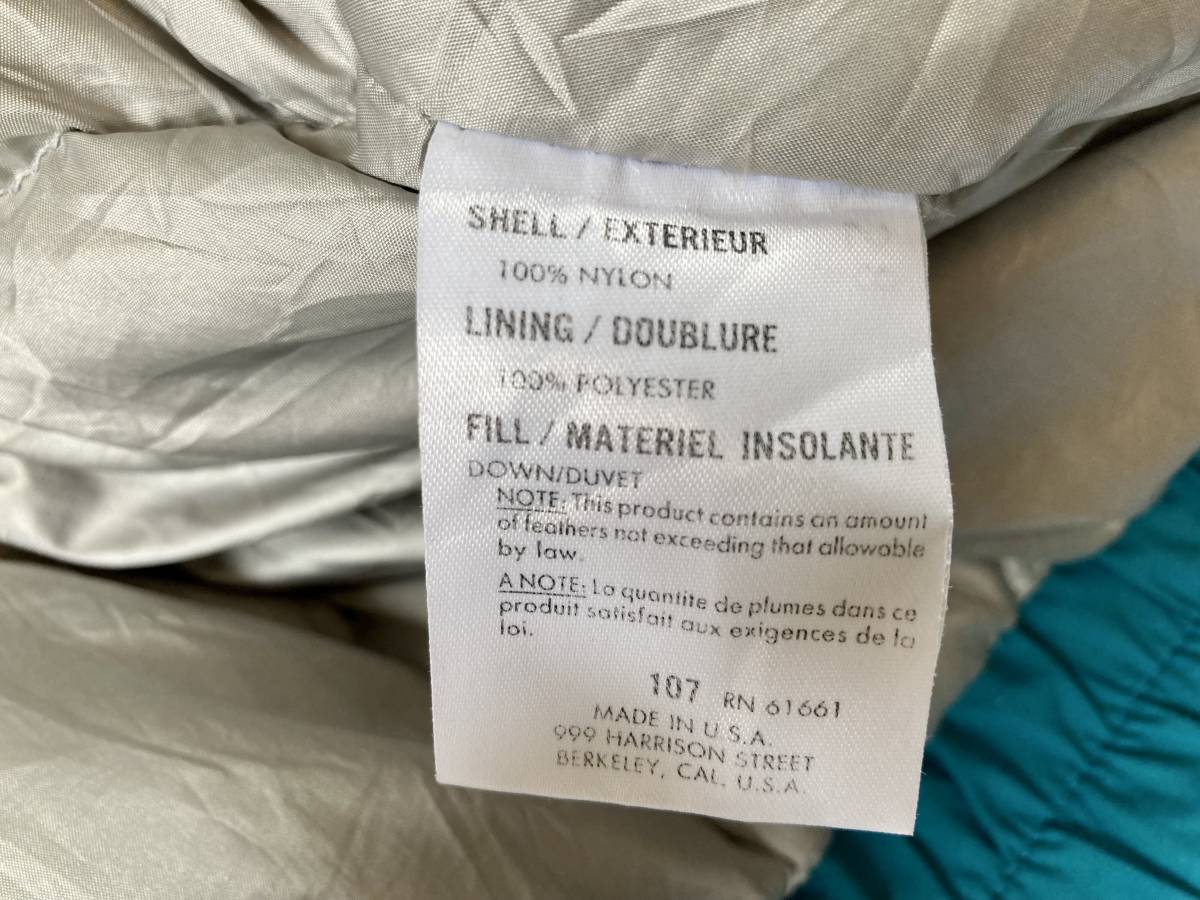 SHELL / EXTERIEUR
100% NYLON
LINING / DOUBLURE
100% POLYESTER
FILL / MATERIEL INSOLANTE
DOWN/DUVET
NOTE: This product contains an amount
of feathers not exceeding that allowable
by law.
A NOTE: La quantite de plumes dans ce
produit satisfait aux exigences de la
loi.
107 RN 61661
MADE IN U.S.A.
999 HARRISON STREET
BERKELEY, CAL. U.S.A.